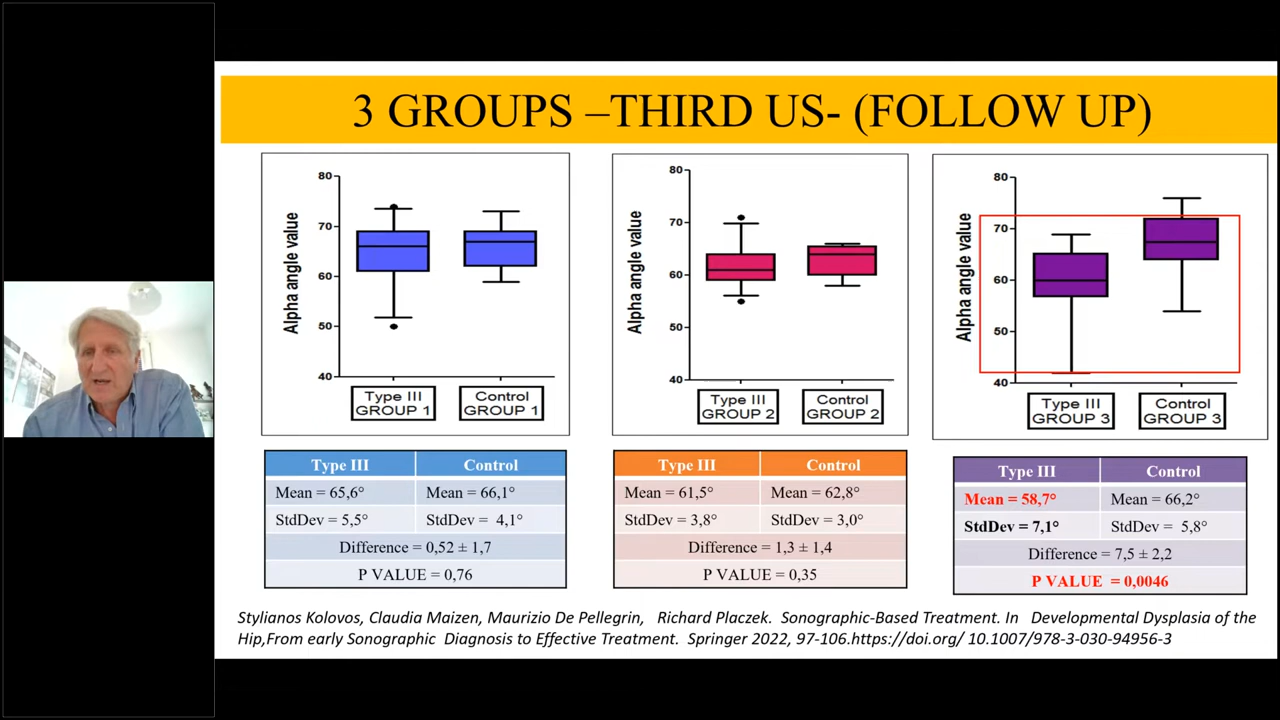 3 GROUPS –THIRD US- (FOLLOW UP)
Alpha angle value
80
70
60
50
40
Type III
GROUP 1
Control
GROUP 1
Alpha angle value
80
70
60
50
40
Type III
GROUP 2
Control
GROUP 2
Alpha angle value
80
70
60
50
40
Type III
GROUP 3
Control
GROUP 3
Type III Control
Mean = 65,6° Mean = 66,1°
StdDev = 5,5° StdDev = 4,1°
Difference = 0,52 ± 1,7
P VALUE = 0,76
Type III Control
Mean = 61,5° Mean = 62,8°
StdDev = 3,8° StdDev = 3,0°
Difference = 1,3 ± 1,4
P VALUE = 0,35
Type III Control
Mean = 58,7° Mean = 66,2°
StdDev = 7,1° StdDev = 5,8°
Difference = 7,5 ± 2,2
P VALUE = 0,0046
Stylianos Kolovos, Claudia Maizen, Maurizio De Pellegrin, Richard Placzek. Sonographic-Based Treatment. In Developmental Dysplasia of the
Hip,From early Sonographic Diagnosis to Effective Treatment. Springer 2022, 97-106.https://doi.org/ 10.1007/978-3-030-94956-3